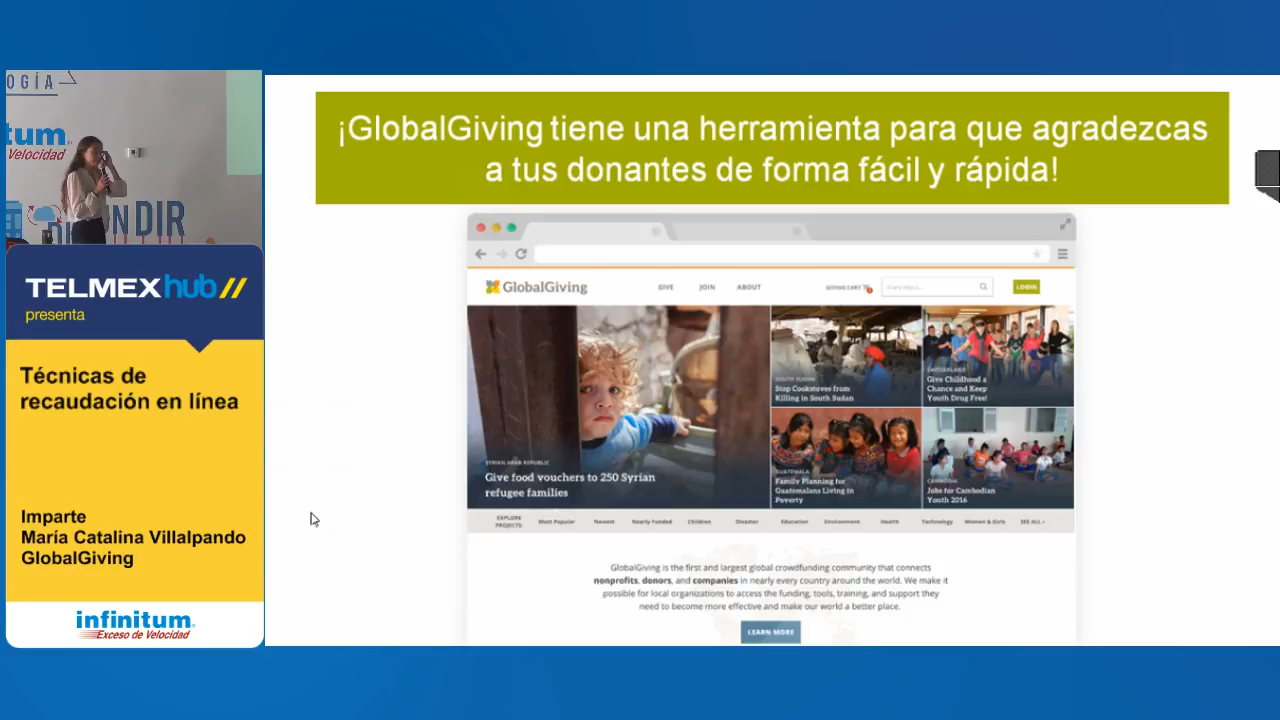 OGÍA
tum
Velocidad
UN DIR
TELMEXhub//
presenta
Técnicas de
recaudación en línea
Imparte
María Catalina Villalpando
GlobalGiving
infinitum
Exceso de Velocidad
¡GlobalGiving tiene una herramienta para que agradezcas
a tus donantes de forma fácil y rápida!
GlobalGiving
GIVE JOIN ABOUT
GIVING CART
LOGIN
SYRIAN ARAB REPUBLIC
Give food vouchers to 250 Syrian
refugee families
SOUTH SUDAN
Stop Cookstoves from
Killing in South Sudan
SWITZERLAND
Give Childhood a
Chance and Keep
Youth Drug Free!
GUATEMALA
Family Planning for
Guatemalans Living in
Poverty
CAMBODIA
Jobs for Cambodian
Youth 2016
EXPLORE
PROJECTS:
Most Popular Newest Nearly Funded Children Disaster Education Environment Health Technology Women & Girls SEE ALL ›
GlobalGiving is the first and largest global crowdfunding community that connects
nonprofits, donors, and companies in nearly every country around the world. We make it
possible for local organizations to access the funding, tools, training, and support they
need to become more effective and make our world a better place.
LEARN MORE